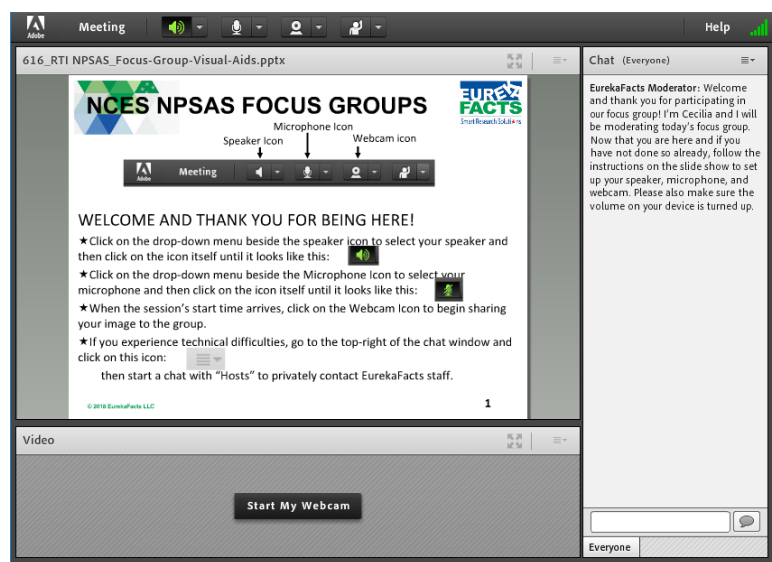 Adobe
Meeting
Help
616_RTI NPSAS_Focus-Group-Visual-Aids.pptx
NCES NPSAS FOCUS GROUPS
EUREKA
FACTS
Smart Research Solutions
Microphone Icon
Speaker Icon
Webcam icon
Adobe
Meeting
WELCOME AND THANK YOU FOR BEING HERE!
★Click on the drop-down menu beside the speaker icon to select your speaker and
then click on the icon itself until it looks like this:
★Click on the drop-down menu beside the Microphone Icon to select your
microphone and then click on the icon itself until it looks like this:
★When the session's start time arrives, click on the Webcam Icon to begin sharing
your image to the group.
★If you experience technical difficulties, go to the top-right of the chat window and
click on this icon:
then start a chat with "Hosts" to privately contact EurekaFacts staff.
© 2018 EurekaFacts LLC
1
Video
Start My Webcam
Chat (Everyone)
EurekaFacts Moderator: Welcome
and thank you for participating in
our focus group! I'm Cecilia and I will
be moderating today's focus group.
Now that you are here and if you
have not done so already, follow the
instructions on the slide show to set
up your speaker, microphone, and
webcam. Please also make sure the
volume on your device is turned up.
Everyone